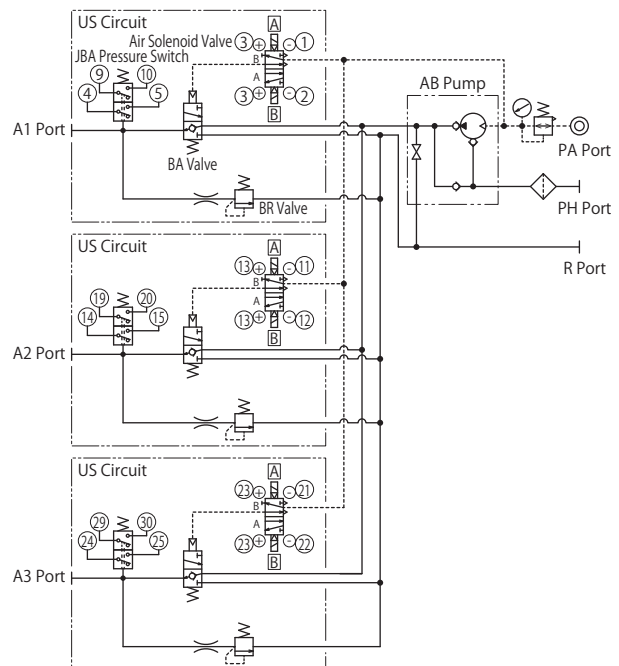 US Circuit
A
Air Solenoid Valve 3 + - 1
JBA Pressure Switch
B
9 10
A
4 5
3 + - 2
B
A1 Port
BA Valve
BR Valve
AB Pump
PA Port
PH Port
R Port
US Circuit
A
13 + - 11
B
19 20
A
14 15
13 + - 12
B
A2 Port
US Circuit
A
23 + - 21
B
29 30
A
24 25
23 + - 22
B
A3 Port